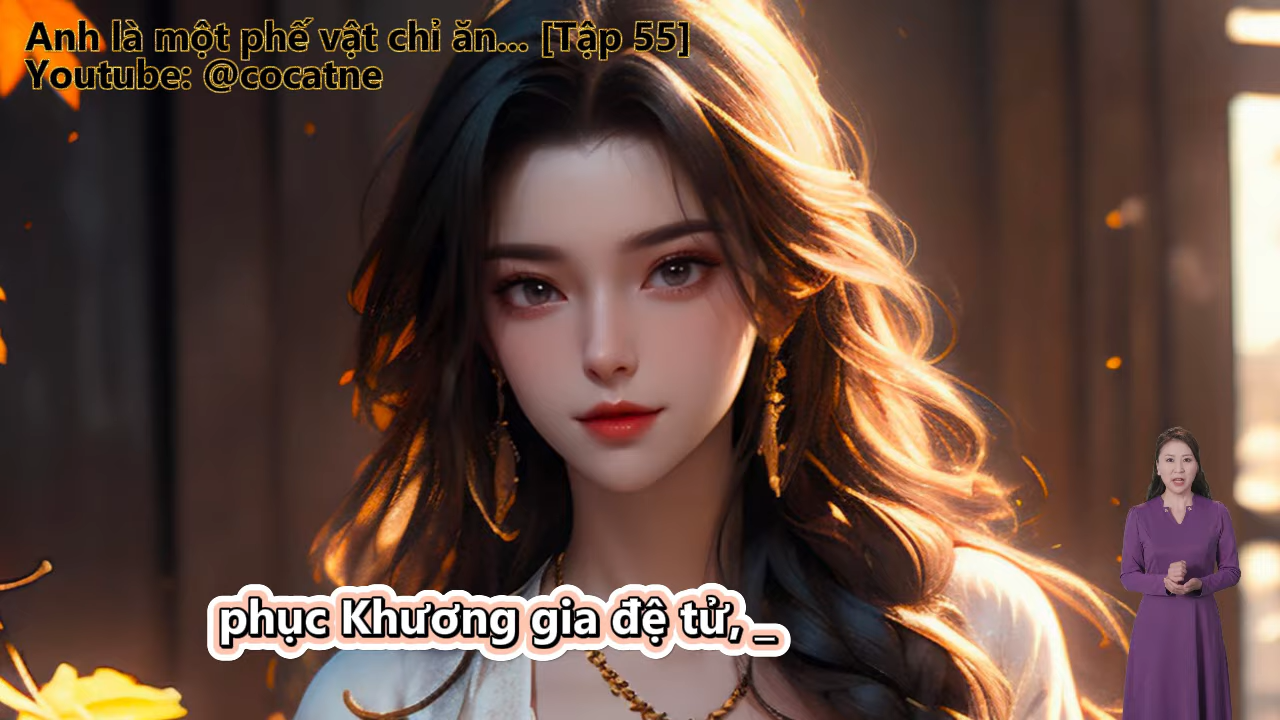 Anh là một phế vật chỉ ăn... [Tập 55]
Youtube: @cocatne
phục Khương gia đệ tử, _